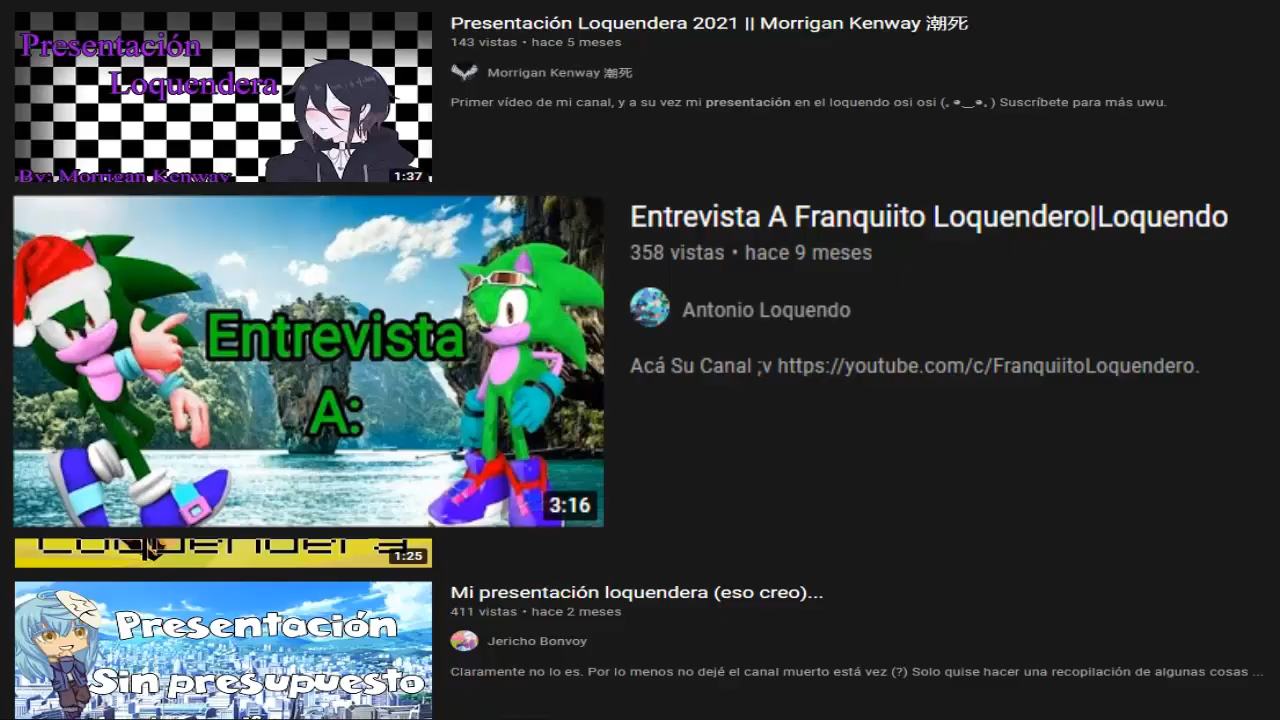 Presentación
Loquendera
By: Morrigan Kenway
1:37
Presentación Loquendera 2021 || Morrigan Kenway 潮死
143 vistas • hace 5 meses
Morrigan Kenway 潮死
Primer vídeo de mi canal, y a su vez mi presentación en el loquendo osi osi (｡◕‿◕｡) Suscríbete para más uwu.
Entrevista
A:
3:16
Entrevista A Franquiito Loquendero|Loquendo
358 vistas • hace 9 meses
Antonio Loquendo
Acá Su Canal ;v https://youtube.com/c/FranquiitoLoquendero.
Loquendera
1:25
Presentación
Sin presupuesto
Mi presentación loquendera (eso creo)...
411 vistas • hace 2 meses
Jericho Bonvoy
Claramente no lo es. Por lo menos no dejé el canal muerto está vez (?) Solo quise hacer una recopilación de algunas cosas ...